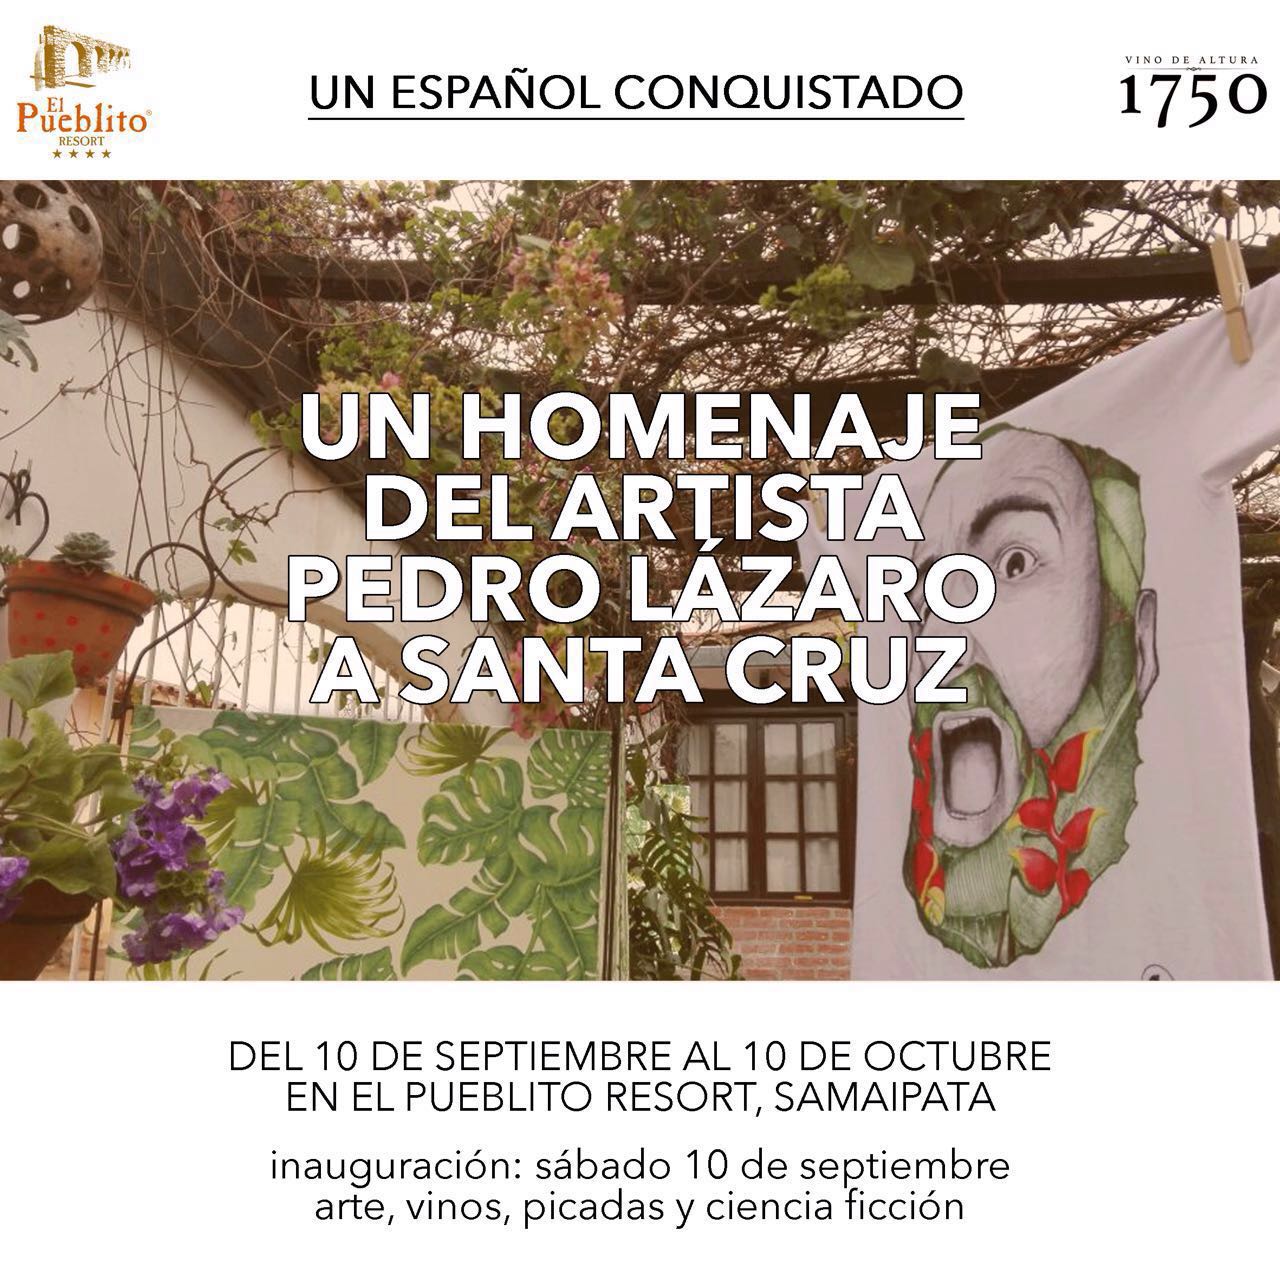 El
Pueblito®
RESORT
UN ESPAÑOL CONQUISTADO
VINO DE ALTURA
1750
UN HOMENAJE
DEL ARTISTA
PEDRO LÁZARO
A SANTA CRUZ
DEL 10 DE SEPTIEMBRE AL 10 DE OCTUBRE
EN EL PUEBLITO RESORT, SAMAIPATA
inauguración: sábado 10 de septiembre
arte, vinos, picadas y ciencia ficción